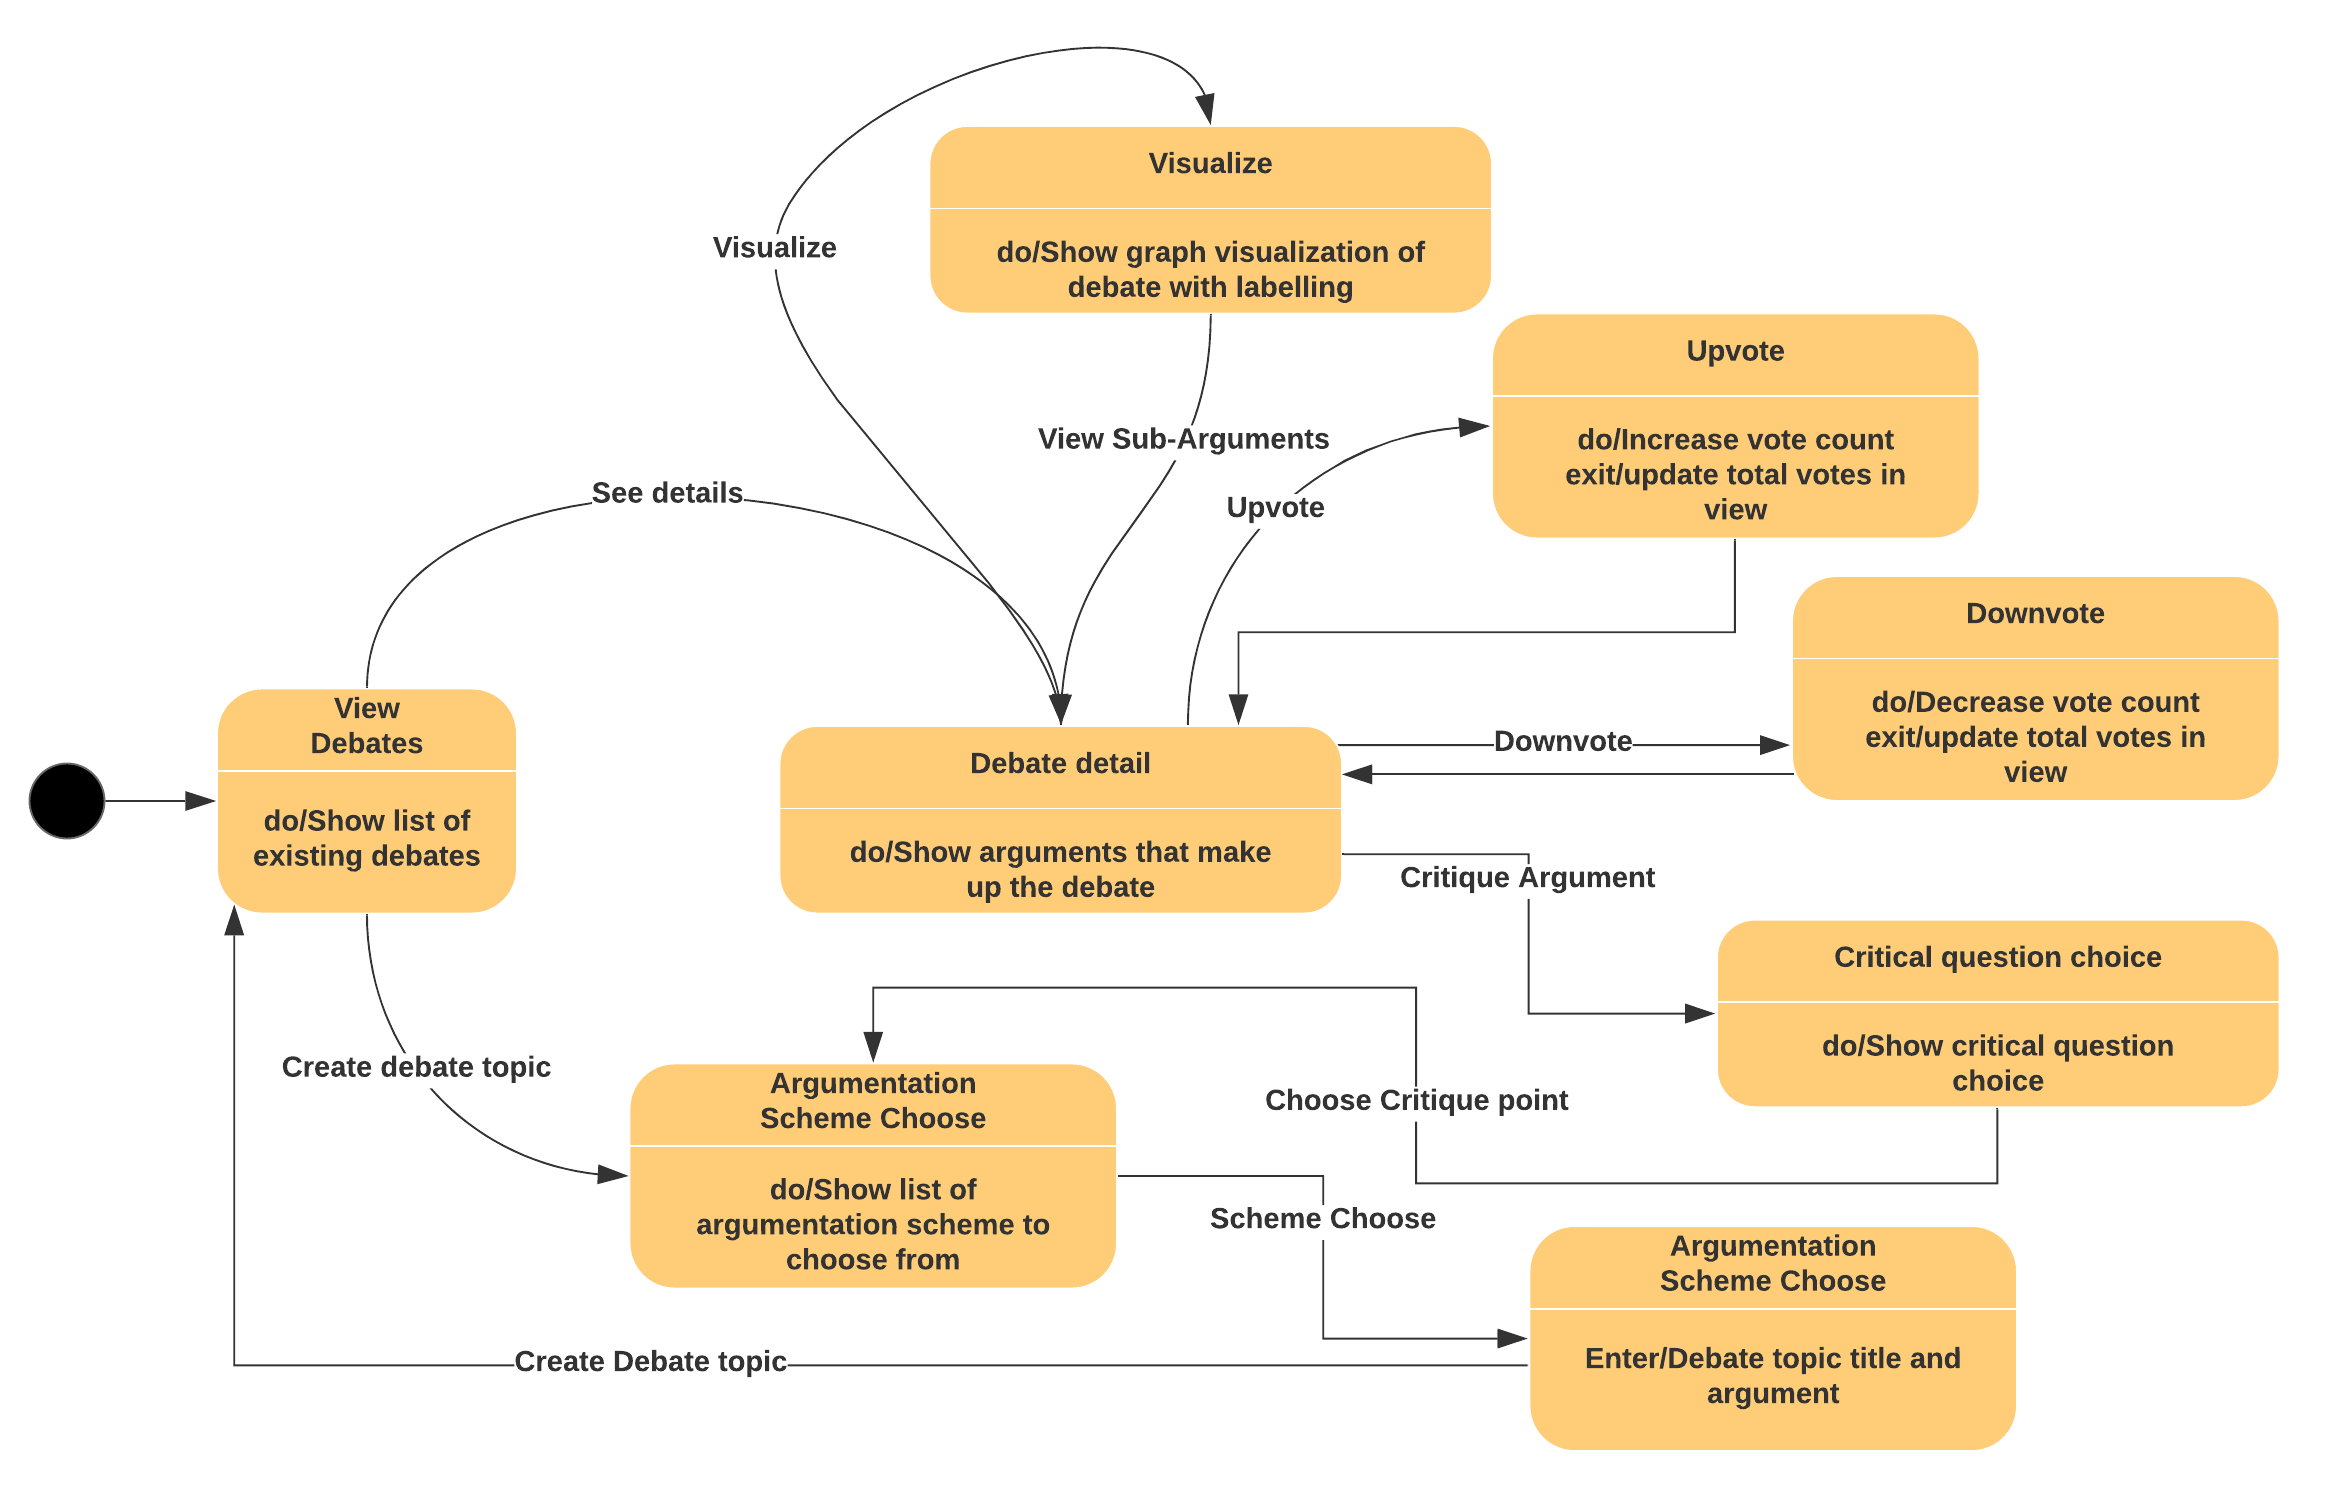 Visualize
do/Show graph visualization of
debate with labelling
Visualize
Upvote
do/Increase vote count
exit/update total votes in
view
View Sub-Arguments
See details
Upvote
Downvote
do/Decrease vote count
exit/update total votes in
view
View
Debates
do/Show list of
existing debates
Debate detail
do/Show arguments that make
up the debate
Downvote
Critique Argument
Critical question choice
do/Show critical question
choice
Create debate topic
Argumentation
Scheme Choose
do/Show list of
argumentation scheme to
choose from
Choose Critique point
Scheme Choose
Argumentation
Scheme Choose
Enter/Debate topic title and
argument
Create Debate topic